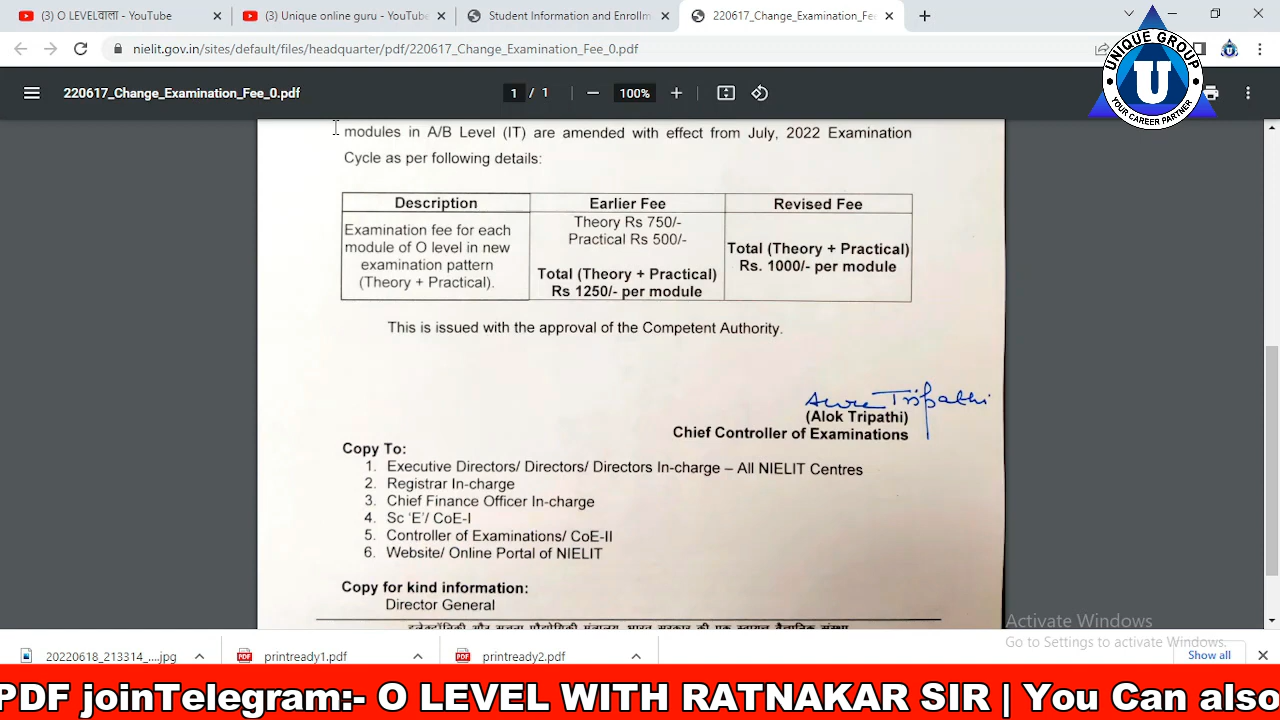 O LEVELवाला - YouTube
(3) Unique online guru - YouTube
Student Information and Enrollm
220617_Change_Examination_Fe
nielit.gov.in/sites/default/files/headquarter/pdf/220617_Change_Examination_Fee_0.pdf
UNIQUE GROUP
U
YOUR CAREER PARTNER
220617_Change_Examination_Fee_0.pdf
1 / 1
100%
modules in A/B Level (IT) are amended with effect from July, 2022 Examination
Cycle as per following details:
Description Earlier Fee Revised Fee
Examination fee for each
module of O level in new
examination pattern
(Theory + Practical).
Theory Rs 750/-
Practical Rs 500/-
Total (Theory + Practical)
Rs 1250/- per module
Total (Theory + Practical)
Rs. 1000/- per module
This is issued with the approval of the Competent Authority.
(Alok Tripathi)
Chief Controller of Examinations
Copy To:
1. Executive Directors/ Directors/ Directors In-charge – All NIELIT Centres
2. Registrar In-charge
3. Chief Finance Officer In-charge
4. Sc ‘E’/ CoE-I
5. Controller of Examinations/ CoE-II
6. Website/ Online Portal of NIELIT
Copy for kind information:
Director General
Activate Windows
Go to Settings to activate Windows.
20220618_213314_....jpg
printready1.pdf
printready2.pdf
Show all
PDF joinTelegram:- O LEVEL WITH RATNAKAR SIR | You Can also